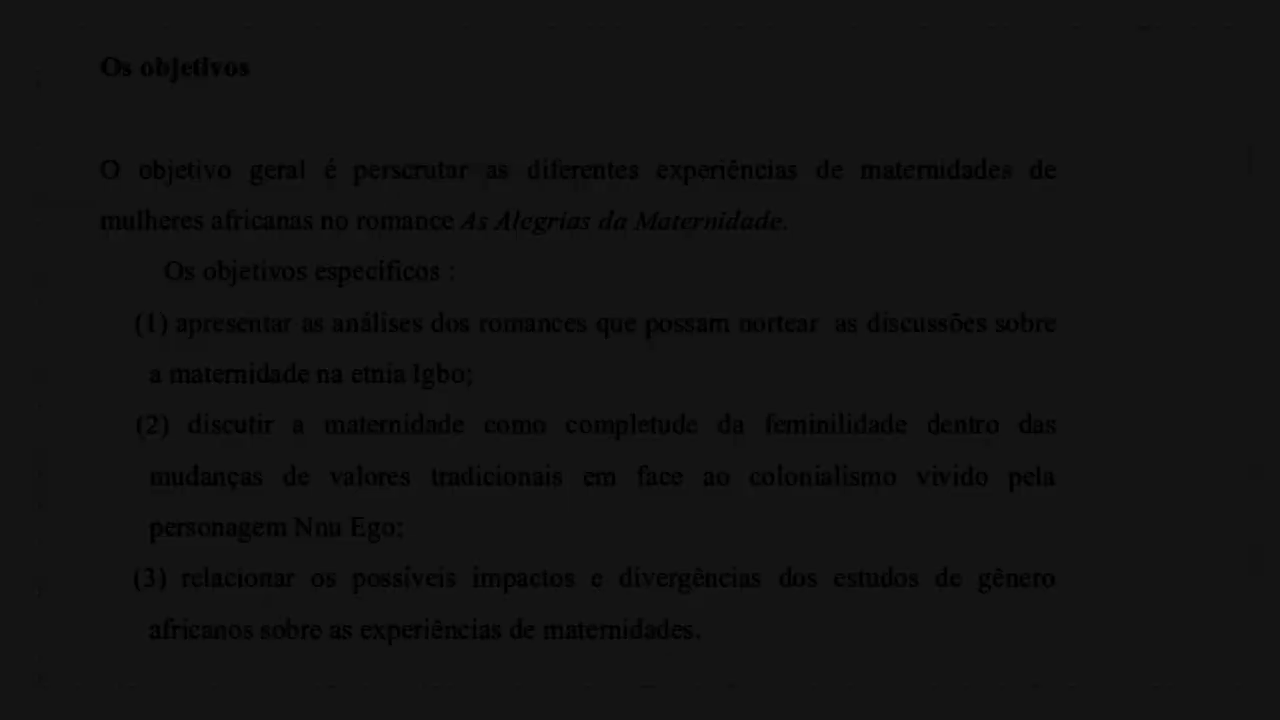 Os objetivos
O objetivo geral é perscrutar as diferentes experiências de maternidades de
mulheres africanas no romance As Alegrias da Maternidade.
Os objetivos específicos :
(1) apresentar as análises dos romances que possam nortear as discussões sobre
a maternidade na etnia Igbo;
(2) discutir a maternidade como completude da feminilidade dentro das
mudanças de valores tradicionais em face ao colonialismo vivido pela
personagem Nnu Ego;
(3) relacionar os possíveis impactos e divergências dos estudos de gênero
africanos sobre as experiências de maternidades.